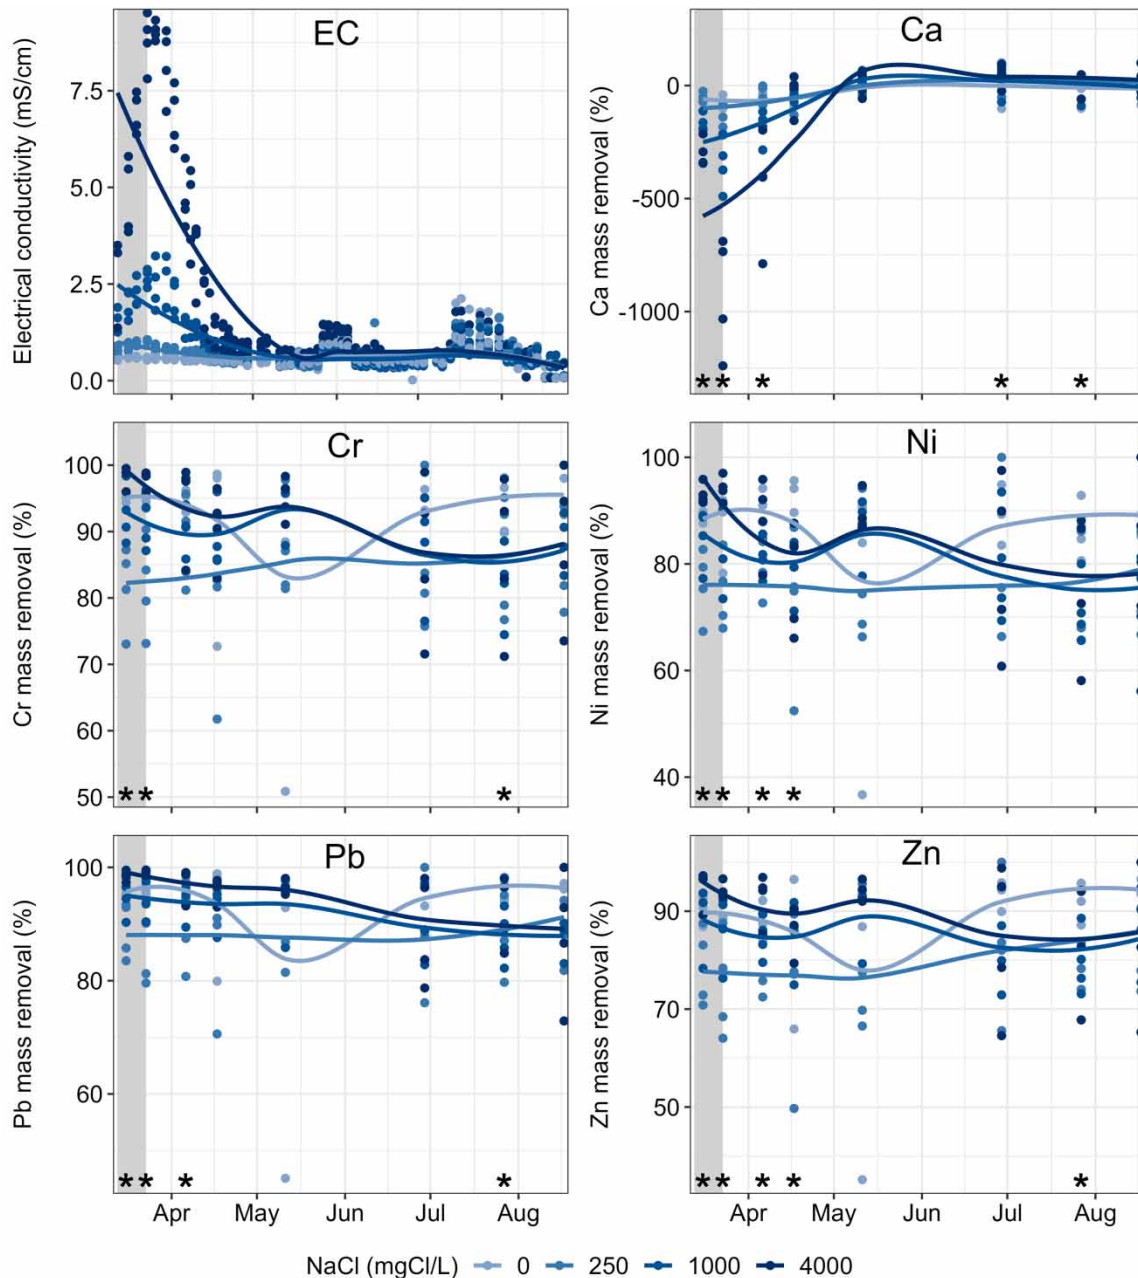 EC
Electrical conductivity (mS/cm)
7.5
5.0
2.5
0.0
Ca
Ca mass removal (%)
0
-500
-1000
* * * * *
Cr
Cr mass removal (%)
100
90
80
70
60
50
* * *
Ni
Ni mass removal (%)
100
80
60
40
* * * *
Pb
Pb mass removal (%)
100
80
60
* * * *
Zn
Zn mass removal (%)
90
70
50
* * * * *
Apr May Jun Jul Aug
Apr May Jun Jul Aug
NaCl (mgCl/L) 0 250 1000 4000